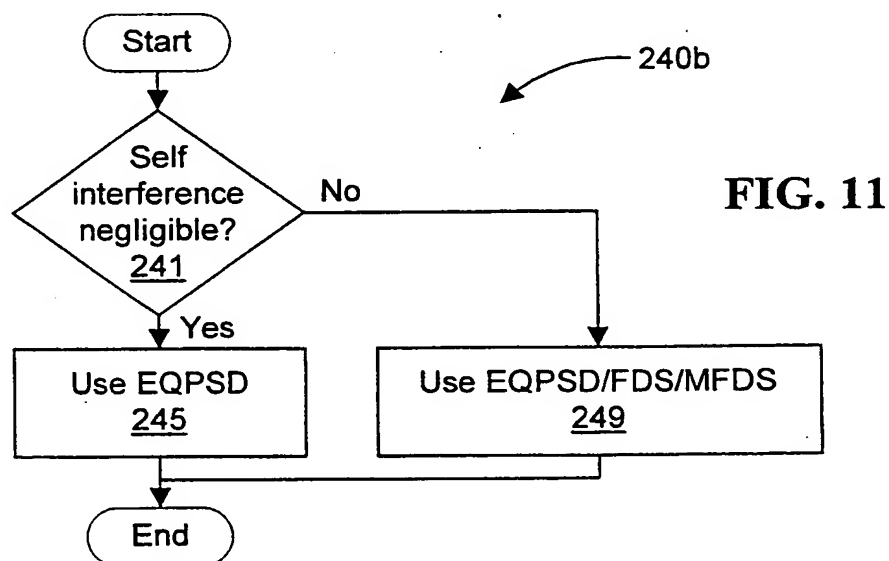 Start
240b
Self
interference
negligible?
241
No
FIG. 11
Yes
Use EQPSD
245
Use EQPSD/FDS/MFDS
249
End